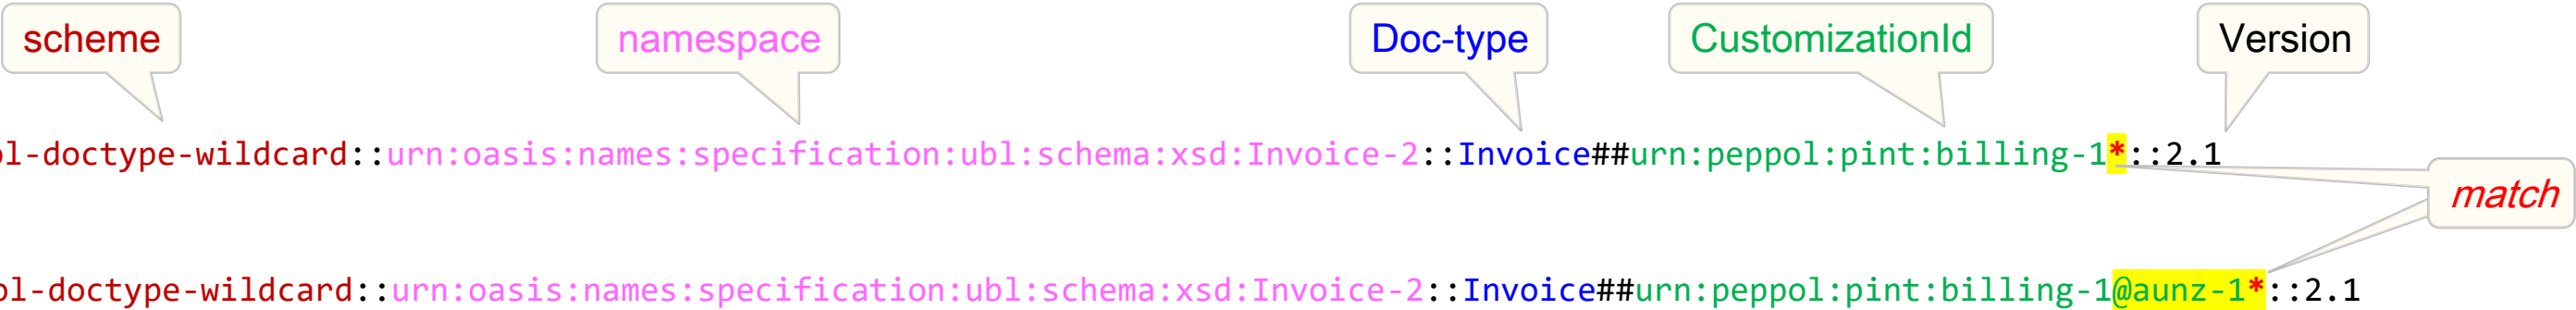 scheme
namespace
Doc-type
CustomizationId
Version
ol-doctype-wildcard::urn:oasis:names:specification:ubl:schema:xsd:Invoice-2::Invoice##urn:peppol:pint:billing-1*::2.1
match
ol-doctype-wildcard::urn:oasis:names:specification:ubl:schema:xsd:Invoice-2::Invoice##urn:peppol:pint:billing-1@aunz-1*::2.1